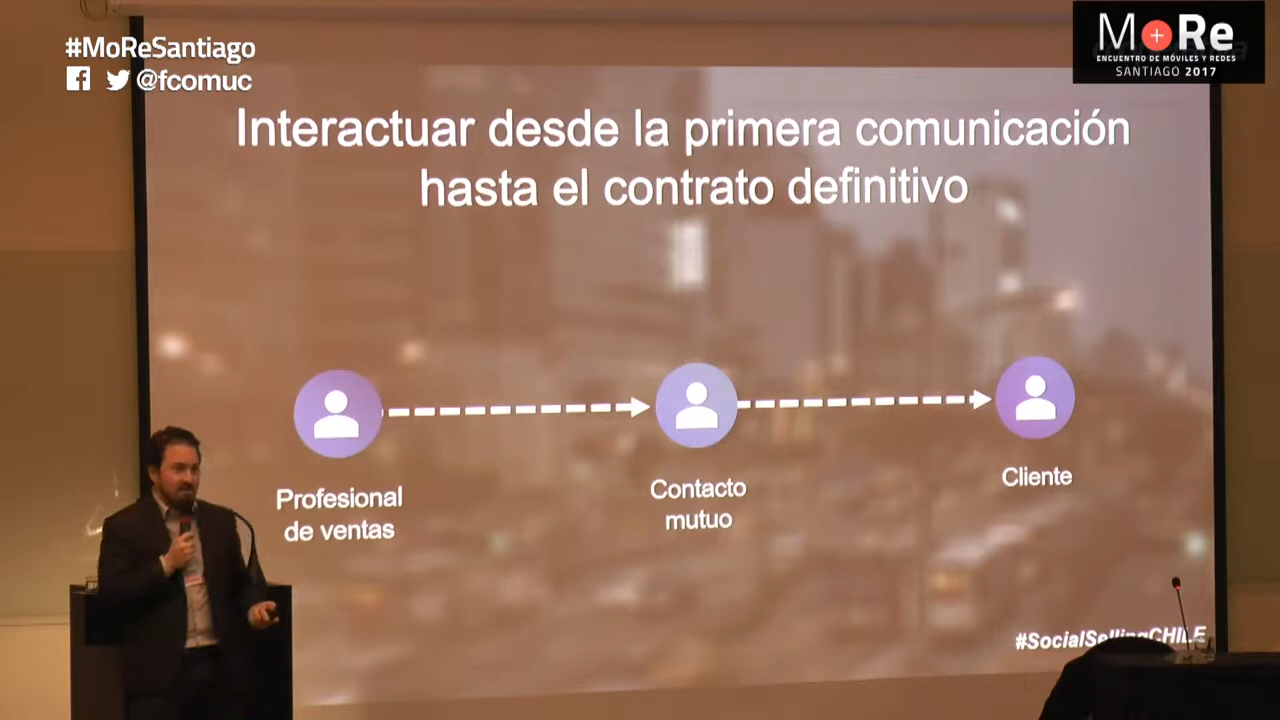 #MoReSantiago
@fcomuc
MoRe
ENCUENTRO DE MÓVILES Y REDES
SANTIAGO 2017
Interactuar desde la primera comunicación
hasta el contrato definitivo
Profesional
de ventas
Contacto
mutuo
Cliente
#SocialSellingCHILE